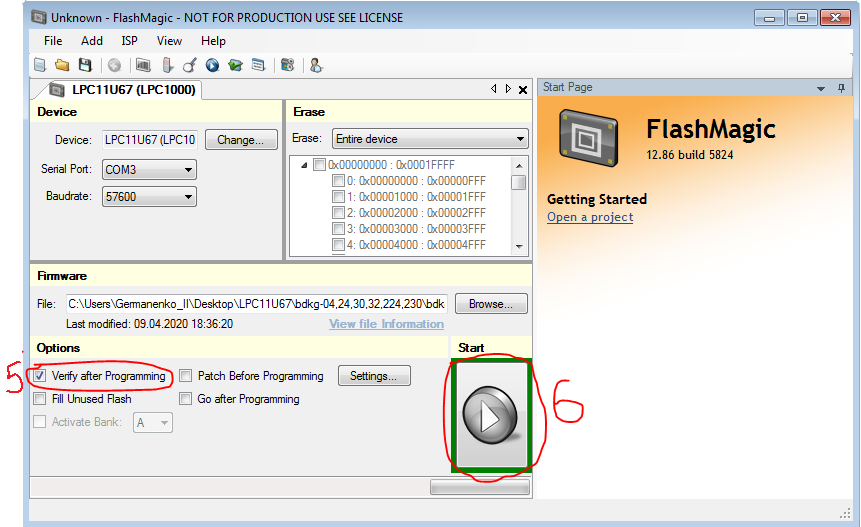 Unknown - FlashMagic - NOT FOR PRODUCTION USE SEE LICENSE
File Add ISP View Help
LPC11U67 (LPC1000)
Start Page
Device
Device: LPC11U67 (LPC10 Change...
Serial Port: COM3
Baudrate: 57600
Erase
Erase: Entire device
0x00000000 : 0x0001FFFF
0: 0x00000000 : 0x00000FFF
1: 0x00001000 : 0x00001FFF
2: 0x00002000 : 0x00002FFF
3: 0x00003000 : 0x00003FFF
4: 0x00004000 : 0x00004FFF
FlashMagic
12.86 build 5824
Getting Started
Open a project
Firmware
File: C:\Users\Germanenko_II\Desktop\LPC11U67\bdkg-04,24,30,32,224,230\bdk Browse...
Last modified: 09.04.2020 18:36:20 View file Information
Options
5 Verify after Programming Patch Before Programming Settings...
Fill Unused Flash Go after Programming
Activate Bank: A
Start
6